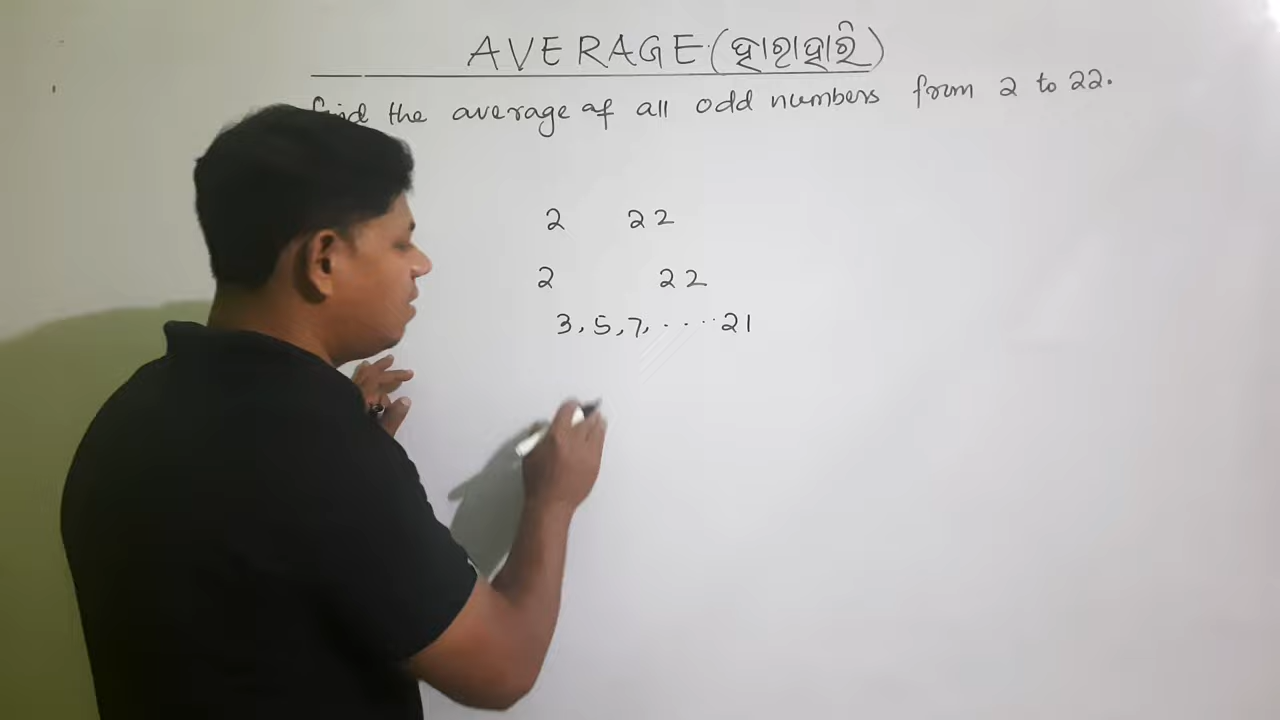 AVERAGE (ହାରାହାରି)
find the average of all odd numbers from 2 to 22.
2 22
2 22
3, 5, 7, .... 21